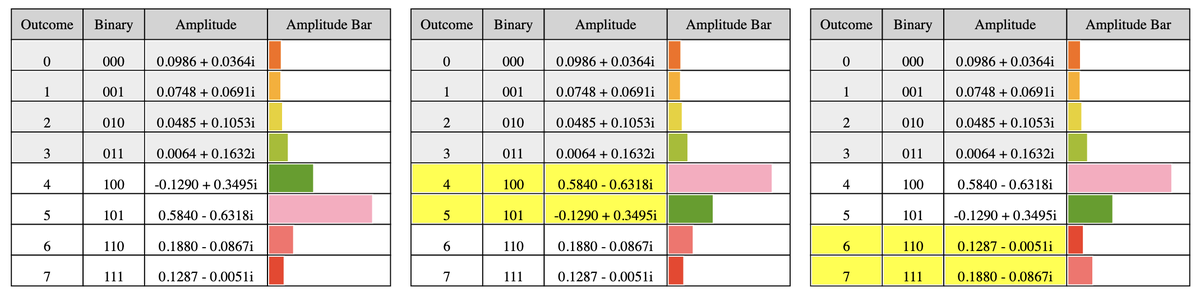 Outcome Binary Amplitude Amplitude Bar
0 000 0.0986 + 0.0364i
1 001 0.0748 + 0.0691i
2 010 0.0485 + 0.1053i
3 011 0.0064 + 0.1632i
4 100 -0.1290 + 0.3495i
5 101 0.5840 - 0.6318i
6 110 0.1880 - 0.0867i
7 111 0.1287 - 0.0051i
Outcome Binary Amplitude Amplitude Bar
0 000 0.0986 + 0.0364i
1 001 0.0748 + 0.0691i
2 010 0.0485 + 0.1053i
3 011 0.0064 + 0.1632i
4 100 0.5840 - 0.6318i
5 101 -0.1290 + 0.3495i
6 110 0.1880 - 0.0867i
7 111 0.1287 - 0.0051i
Outcome Binary Amplitude Amplitude Bar
0 000 0.0986 + 0.0364i
1 001 0.0748 + 0.0691i
2 010 0.0485 + 0.1053i
3 011 0.0064 + 0.1632i
4 100 0.5840 - 0.6318i
5 101 -0.1290 + 0.3495i
6 110 0.1287 - 0.0051i
7 111 0.1880 - 0.0867i